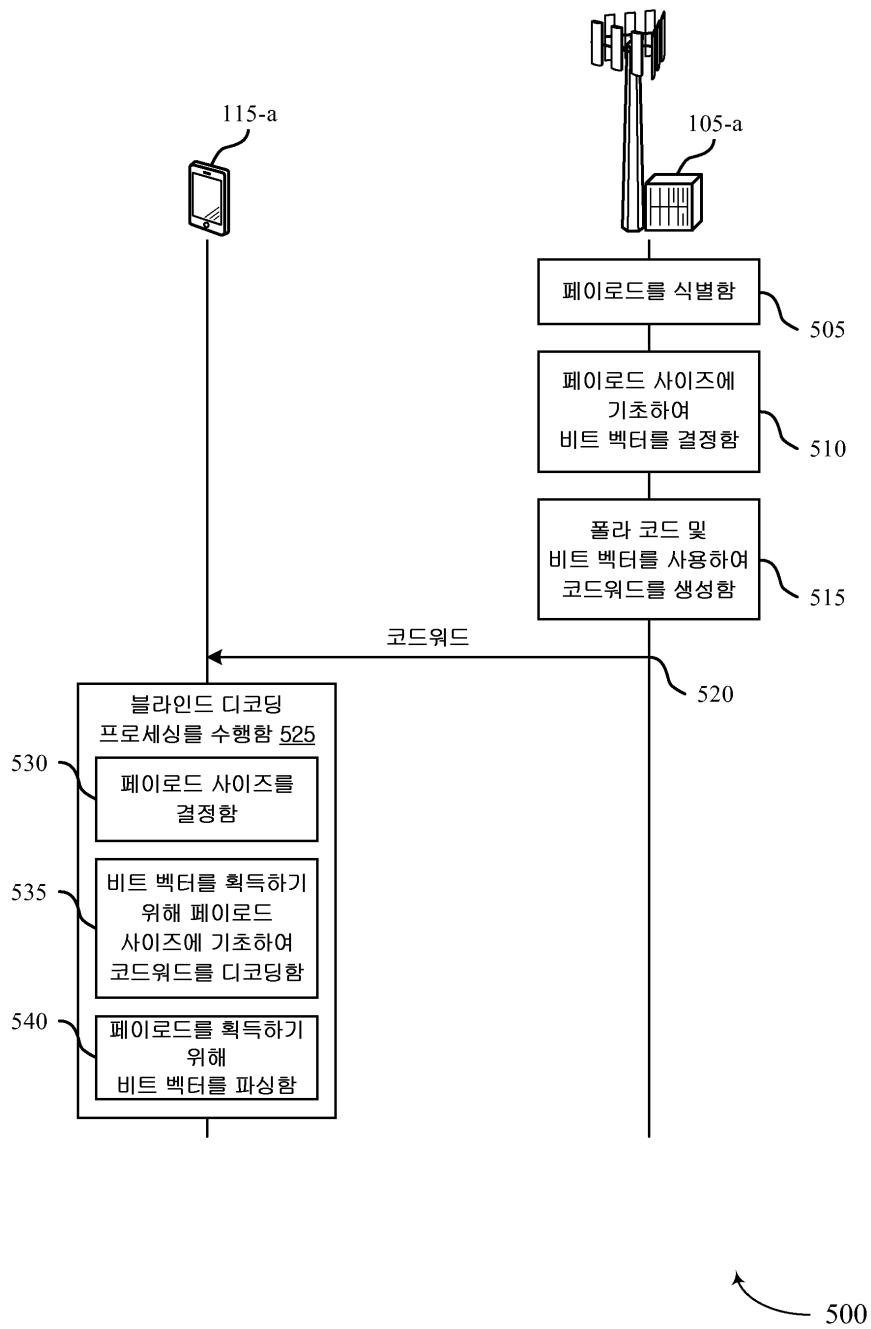 115-a
105-a
페이로드를 식별함
505
페이로드 사이즈에
기초하여
비트 벡터를 결정함
510
폴라 코드 및
비트 벡터를 사용하여
코드워드를 생성함
515
코드워드
520
블라인드 디코딩
프로세싱를 수행함 525
530
페이로드 사이즈를
결정함
535
비트 벡터를 획득하기
위해 페이로드
사이즈에 기초하여
코드워드를 디코딩함
540
페이로드를 획득하기
위해
비트 벡터를 파싱함
500